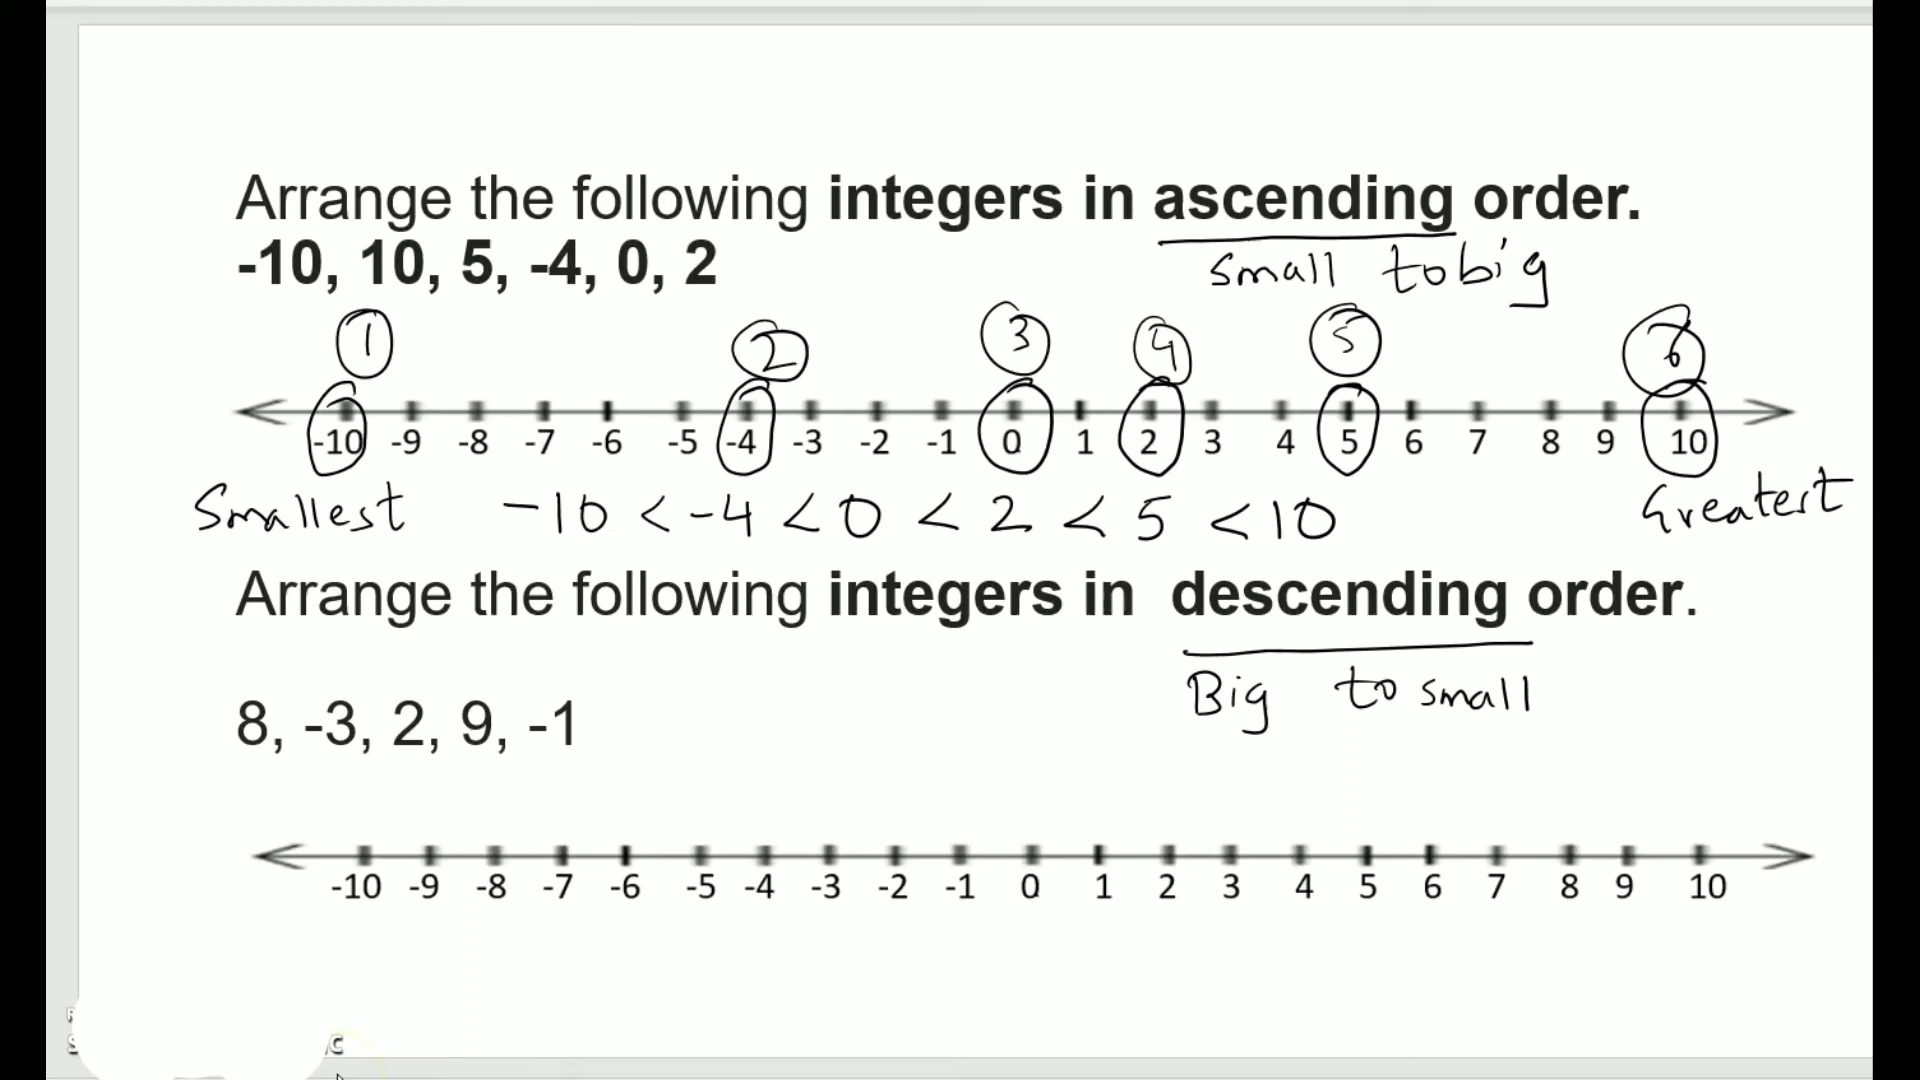 Arrange the following integers in ascending order.
-10, 10, 5, -4, 0, 2
small to big
1 2 3 4 5 6
-10 -9 -8 -7 -6 -5 -4 -3 -2 -1 0 1 2 3 4 5 6 7 8 9 10
Smallest -10 < -4 < 0 < 2 < 5 < 10 Greatest
Arrange the following integers in descending order.
Big to small
8, -3, 2, 9, -1
-10 -9 -8 -7 -6 -5 -4 -3 -2 -1 0 1 2 3 4 5 6 7 8 9 10